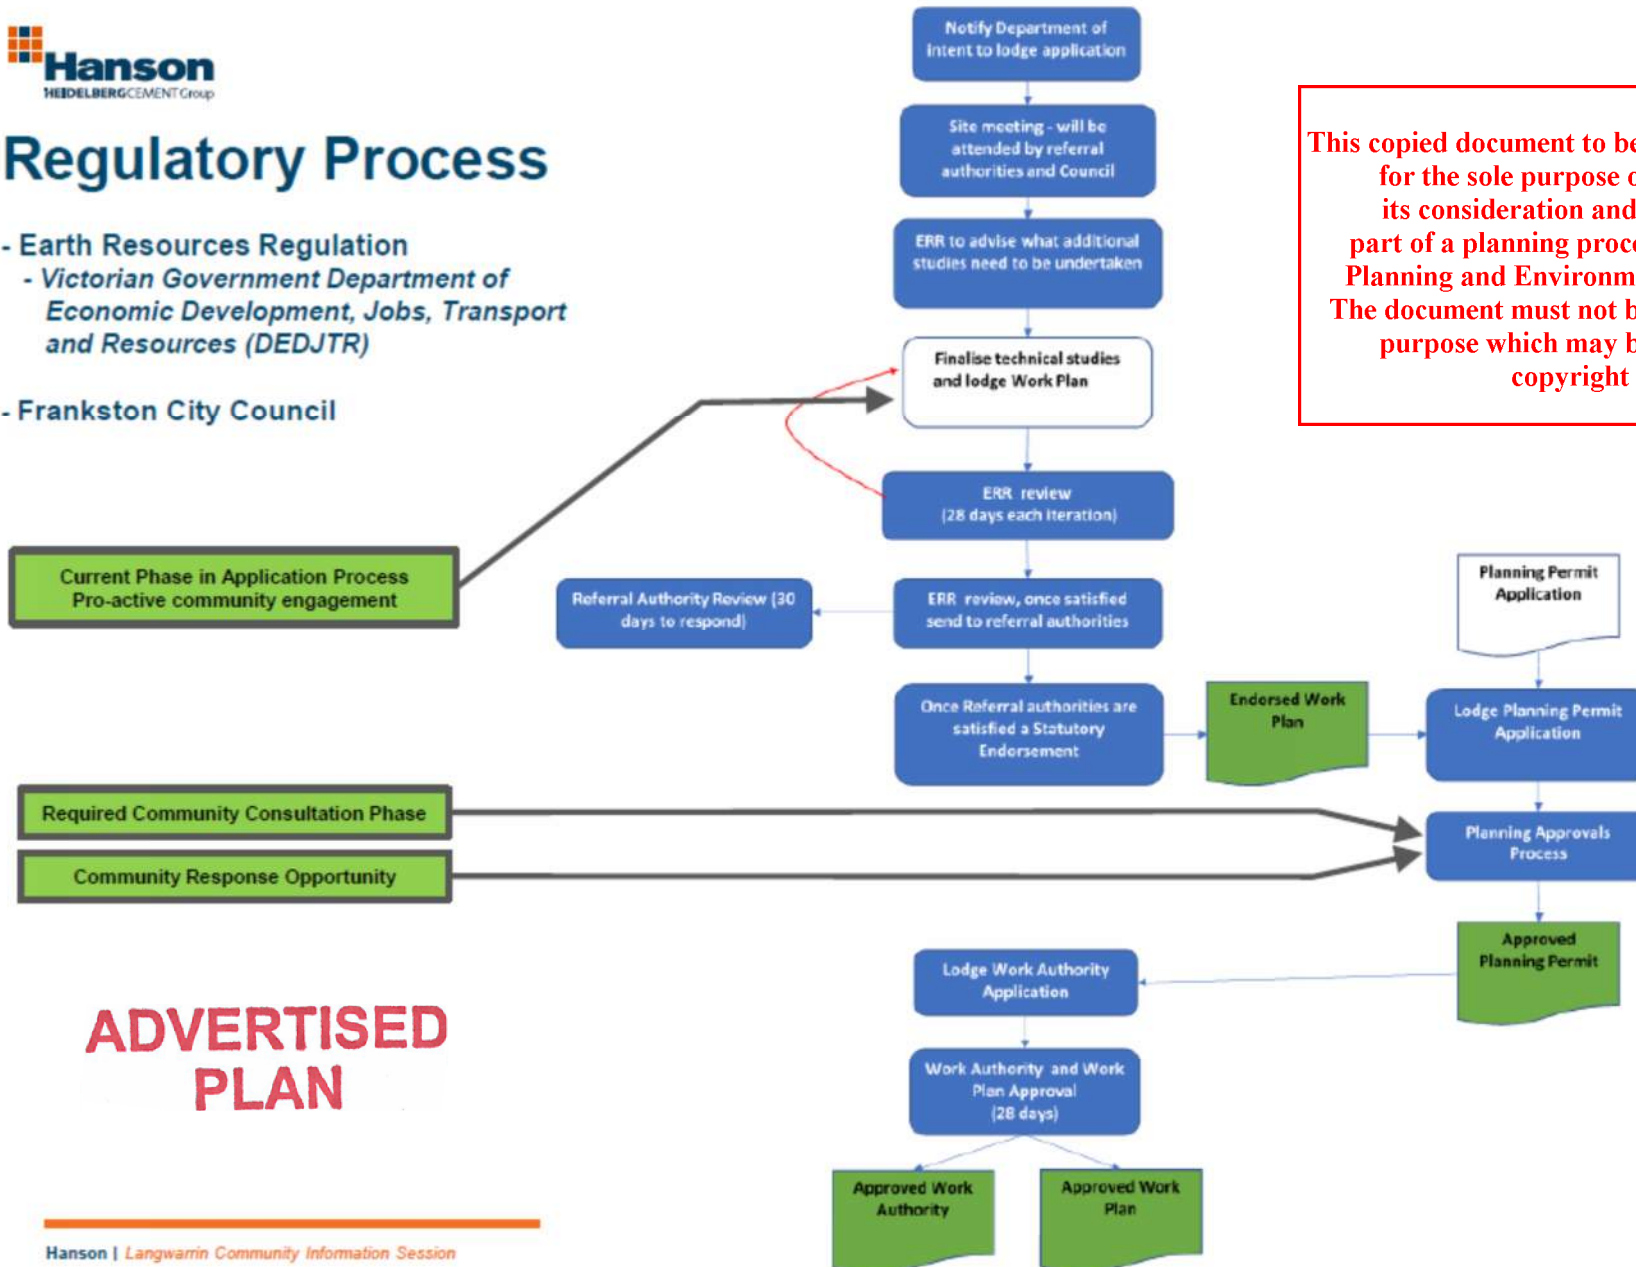 Hanson
HEIDELBERGCEMENT Group
Regulatory Process
- Earth Resources Regulation
- Victorian Government Department of
Economic Development, Jobs, Transport
and Resources (DEDJTR)
- Frankston City Council
Notify Department of
intent to lodge application
Site meeting - will be
attended by referral
authorities and Council
ERR to advise what additional
studies need to be undertaken
Finalise technical studies
and lodge Work Plan
ERR review
(28 days each iteration)
This copied document to be
for the sole purpose o
its consideration and
part of a planning proce
Planning and Environm
The document must not b
purpose which may b
copyright
Current Phase in Application Process
Pro-active community engagement
Referral Authority Review (30
days to respond)
ERR review, once satisfied
send to referral authorities
Planning Permit
Application
Once Referral authorities are
satisfied a Statutory
Endorsement
Endorsed Work
Plan
Lodge Planning Permit
Application
Required Community Consultation Phase
Community Response Opportunity
Planning Approvals
Process
Approved
Planning Permit
Lodge Work Authority
Application
Work Authority and Work
Plan Approval
(28 days)
Approved Work
Authority
Approved Work
Plan
ADVERTISED
PLAN
Hanson | Langwarrin Community Information Session